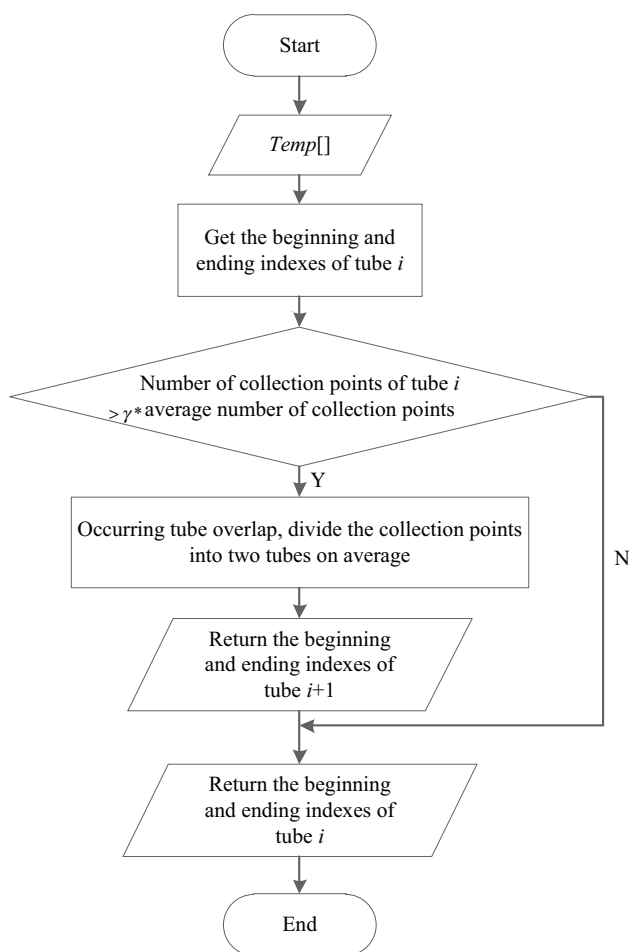 Start
Temp[]
Get the beginning and
ending indexes of tube i
Number of collection points of tube i
>γ* average number of collection points
Y
Occurring tube overlap, divide the collection points
into two tubes on average
N
Return the beginning
and ending indexes of
tube i+1
Return the beginning
and ending indexes of
tube i
End